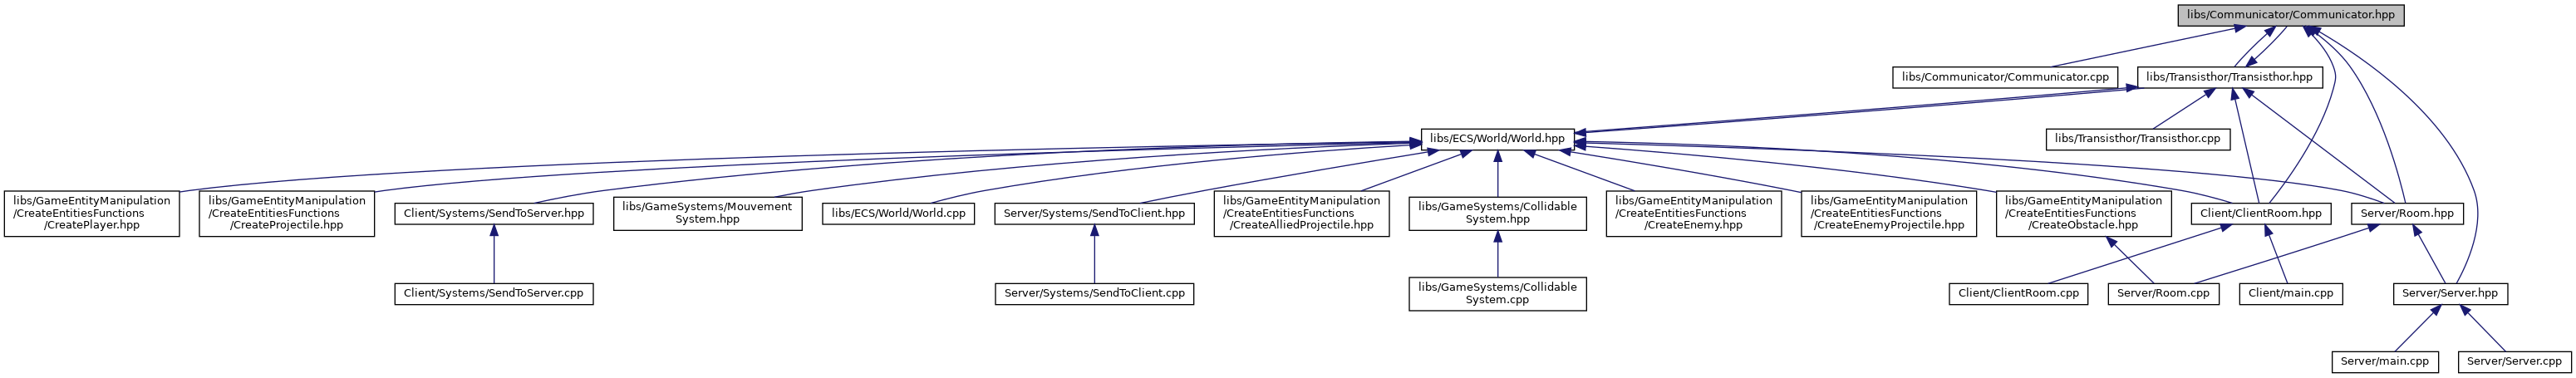 libs/Communicator/Communicator.hpp
libs/Communicator/Communicator.cpp
libs/Transisthor/Transisthor.hpp
libs/ECS/World/World.hpp
libs/Transisthor/Transisthor.cpp
libs/GameEntityManipulation
/CreateEntitiesFunctions
/CreatePlayer.hpp
libs/GameEntityManipulation
/CreateEntitiesFunctions
/CreateProjectile.hpp
Client/Systems/SendToServer.hpp
libs/GameSystems/Mouvement
System.hpp
libs/ECS/World/World.cpp
Server/Systems/SendToClient.hpp
libs/GameEntityManipulation
/CreateEntitiesFunctions
/CreateAlliedProjectile.hpp
libs/GameSystems/Collidable
System.hpp
libs/GameEntityManipulation
/CreateEntitiesFunctions
/CreateEnemy.hpp
libs/GameEntityManipulation
/CreateEntitiesFunctions
/CreateEnemyProjectile.hpp
libs/GameEntityManipulation
/CreateEntitiesFunctions
/CreateObstacle.hpp
Client/ClientRoom.hpp
Server/Room.hpp
Client/Systems/SendToServer.cpp
Server/Systems/SendToClient.cpp
libs/GameSystems/Collidable
System.cpp
Client/ClientRoom.cpp
Server/Room.cpp
Client/main.cpp
Server/Server.hpp
Server/main.cpp
Server/Server.cpp